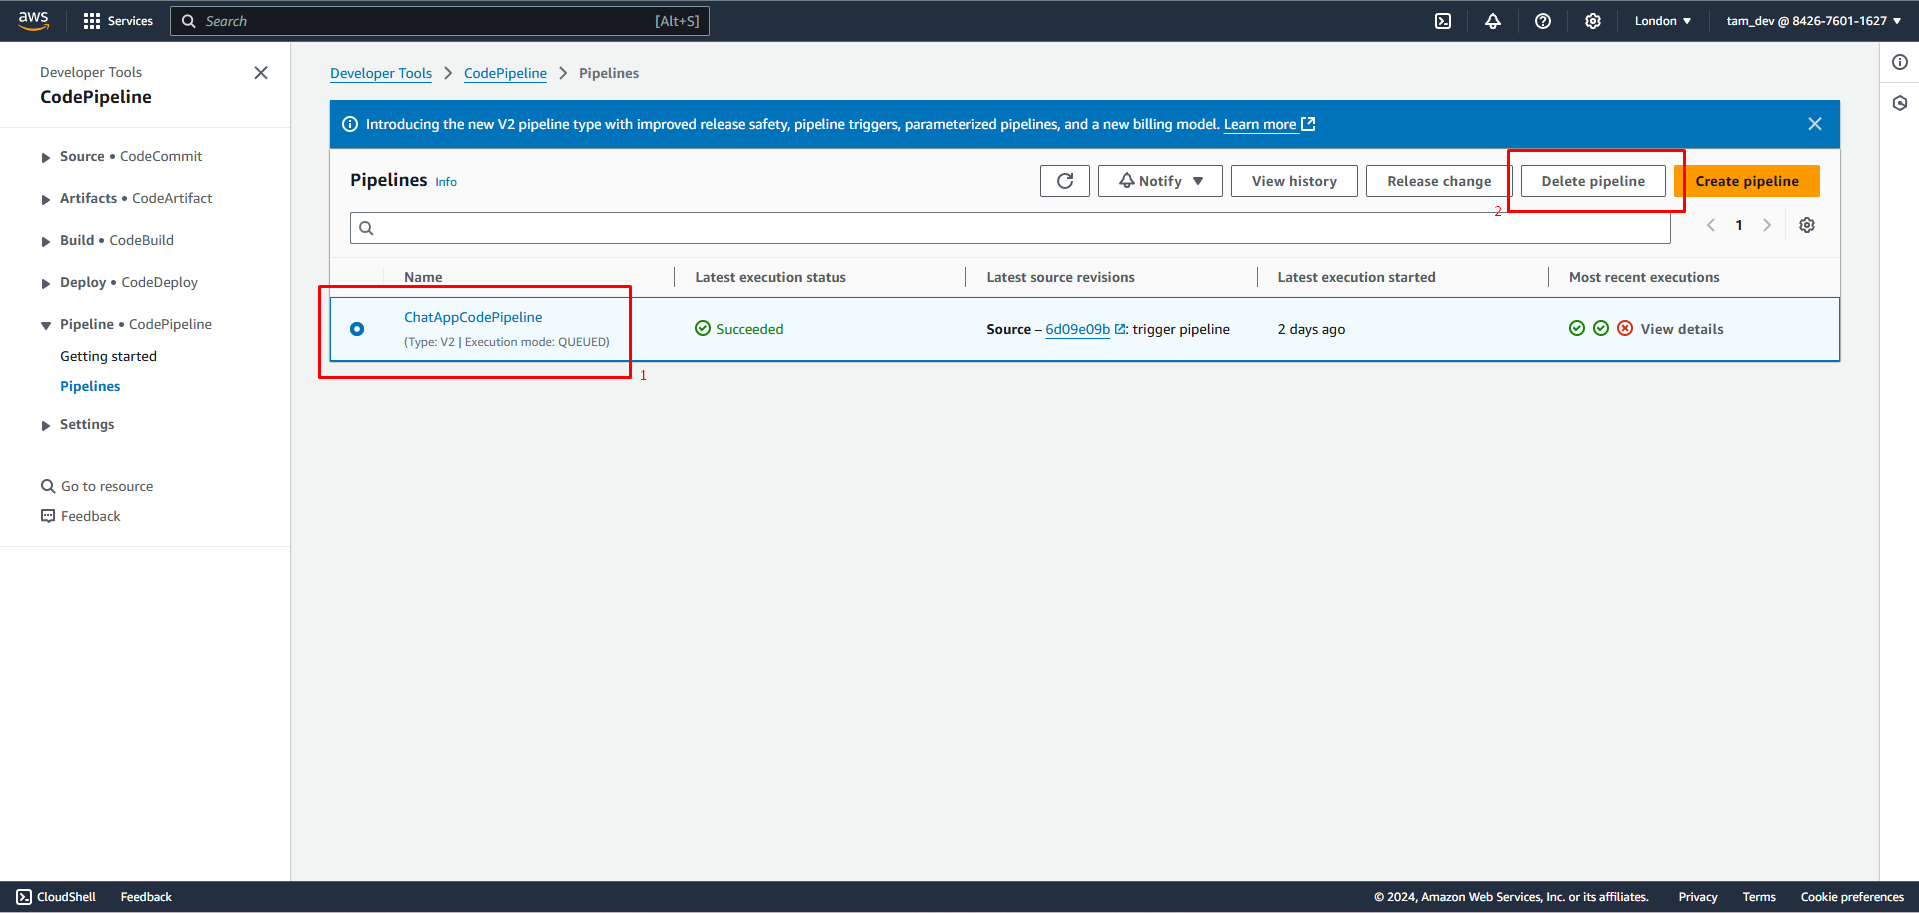 aws
Services
Search
[Alt+S]
London
tam_dev @ 8426-7601-1627
Developer Tools
CodePipeline
Source • CodeCommit
Artifacts • CodeArtifact
Build • CodeBuild
Deploy • CodeDeploy
Pipeline • CodePipeline
Getting started
Pipelines
Settings
Go to resource
Feedback
Developer Tools
CodePipeline
Pipelines
Introducing the new V2 pipeline type with improved release safety, pipeline triggers, parameterized pipelines, and a new billing model. Learn more
Pipelines Info
Notify
View history
Release change
Delete pipeline
Create pipeline
2
1
Name
Latest execution status
Latest source revisions
Latest execution started
Most recent executions
ChatAppCodePipeline
(Type: V2 | Execution mode: QUEUED)
Succeeded
Source – 6d09e09b: trigger pipeline
2 days ago
View details
1
CloudShell
Feedback
© 2024, Amazon Web Services, Inc. or its affiliates.
Privacy
Terms
Cookie preferences